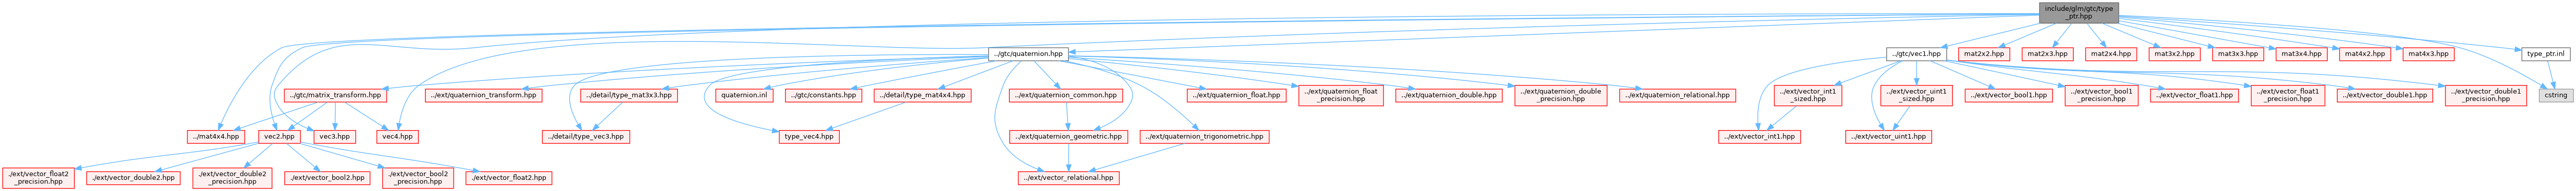 include/glm/gtc/type
_ptr.hpp
../gtc/quaternion.hpp
../gtc/vec1.hpp
mat2x2.hpp
mat2x3.hpp
mat2x4.hpp
mat3x2.hpp
mat3x3.hpp
mat3x4.hpp
mat4x2.hpp
mat4x3.hpp
type_ptr.inl
../gtc/matrix_transform.hpp
../ext/quaternion_transform.hpp
../detail/type_mat3x3.hpp
quaternion.inl
../gtc/constants.hpp
../detail/type_mat4x4.hpp
../ext/quaternion_common.hpp
../ext/quaternion_float.hpp
../ext/quaternion_float
_precision.hpp
../ext/quaternion_double.hpp
../ext/quaternion_double
_precision.hpp
../ext/quaternion_relational.hpp
../ext/vector_int1
_sized.hpp
../ext/vector_uint1
_sized.hpp
../ext/vector_bool1.hpp
../ext/vector_bool1
_precision.hpp
../ext/vector_float1.hpp
../ext/vector_float1
_precision.hpp
../ext/vector_double1.hpp
../ext/vector_double1
_precision.hpp
cstring
../mat4x4.hpp
vec2.hpp
vec3.hpp
vec4.hpp
../detail/type_vec3.hpp
type_vec4.hpp
../ext/quaternion_geometric.hpp
../ext/quaternion_trigonometric.hpp
../ext/vector_int1.hpp
../ext/vector_uint1.hpp
./ext/vector_float2
_precision.hpp
./ext/vector_double2.hpp
./ext/vector_double2
_precision.hpp
./ext/vector_bool2.hpp
./ext/vector_bool2
_precision.hpp
./ext/vector_float2.hpp
../ext/vector_relational.hpp